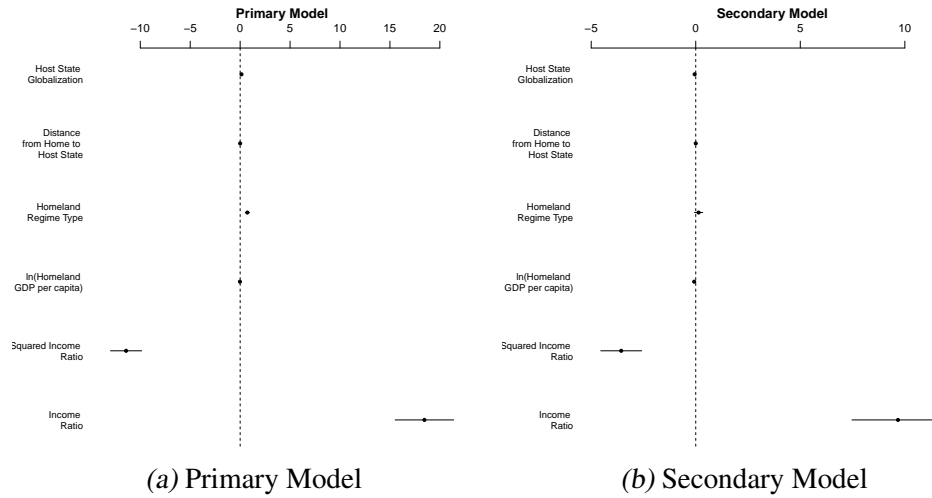 Primary Model
−10 −5 0 5 10 15 20
Host State
Globalization
Distance
from Home to
Host State
Homeland
Regime Type
ln(Homeland
GDP per capita)
Squared Income
Ratio
Income
Ratio
(a) Primary Model
Secondary Model
−5 0 5 10
Host State
Globalization
Distance
from Home to
Host State
Homeland
Regime Type
ln(Homeland
GDP per capita)
Squared Income
Ratio
Income
Ratio
(b) Secondary Model